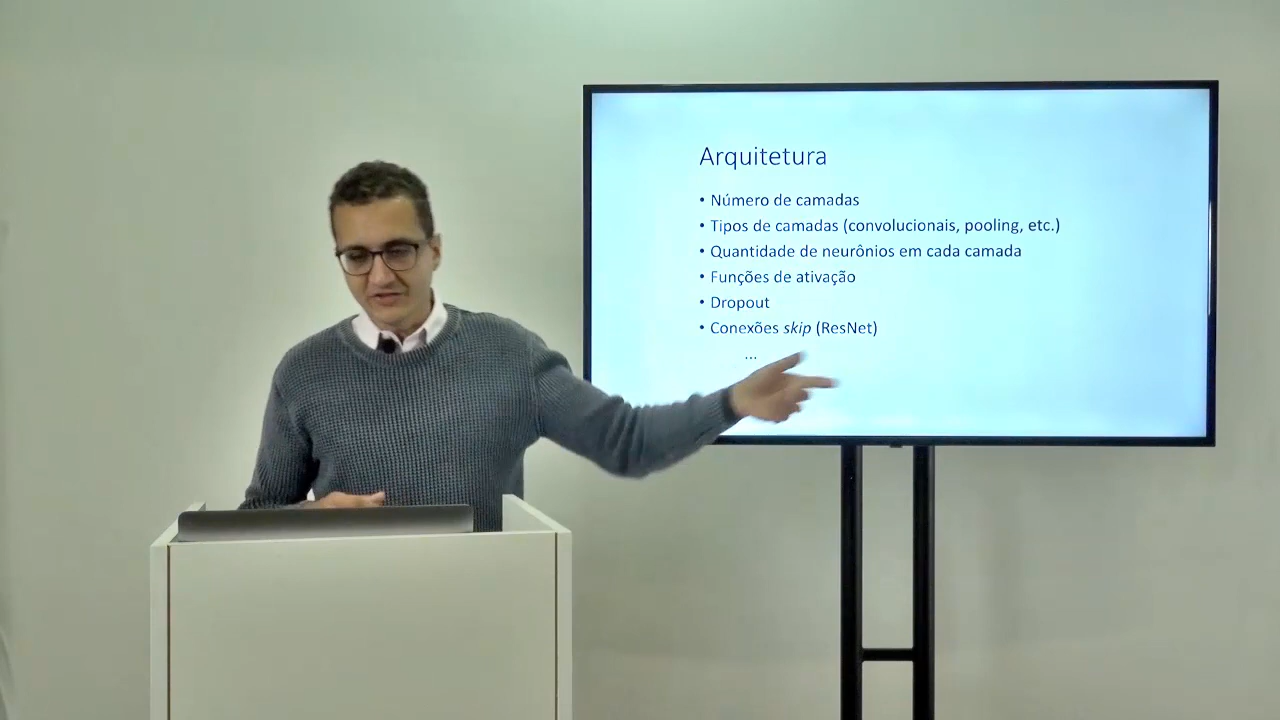 Arquitetura
• Número de camadas
• Tipos de camadas (convolucionais, pooling, etc.)
• Quantidade de neurônios em cada camada
• Funções de ativação
• Dropout
• Conexões skip (ResNet)
...